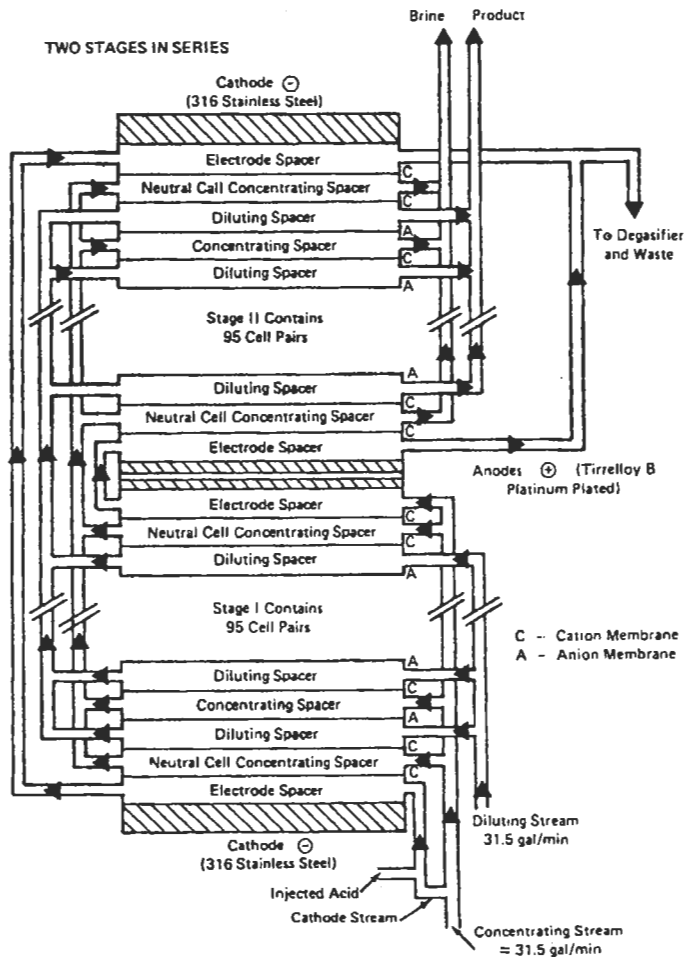 Brine Product
TWO STAGES IN SERIES
Cathode ⊖
(316 Stainless Steel)
Electrode Spacer
C
Neutral Call Concentrating Spacer
C
Diluting Spacer
A
Concentrating Spacer
C
Diluting Spacer
A
To Degasifier
and Waste
Stage II Contains
95 Cell Pairs
A
Diluting Spacer
C
Neutral Cell Concentrating Spacer
C
Electrode Spacer
Anodes ⊕ (Tirrelloy B
Platinum Plated)
Electrode Spacer
C
Neutral Cell Concentrating Spacer
C
Diluting Spacer
A
Stage I Contains
95 Cell Pairs
C – Cation Membrane
A – Anion Membrane
A
Diluting Spacer
C
Concentrating Spacer
A
Diluting Spacer
C
Neutral Cell Concentrating Spacer
C
Electrode Spacer
Diluting Stream
31.5 gal/min
Cathode ⊖
(316 Stainless Steel)
Injected Acid
Cathode Stream
Concentrating Stream
= 31.5 gal/min